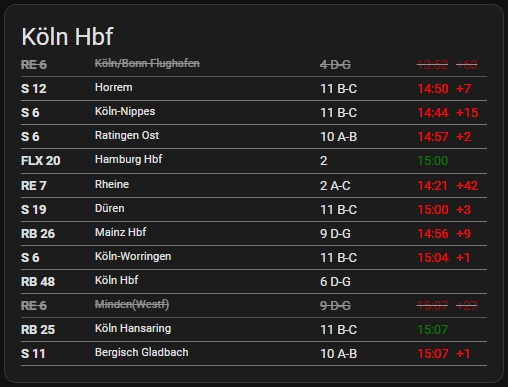 Köln Hbf
RE 6 Köln/Bonn Flughafen 4 D-G 13:52 +63
S 12 Horrem 11 B-C 14:50 +7
S 6 Köln-Nippes 11 B-C 14:44 +15
S 6 Ratingen Ost 10 A-B 14:57 +2
FLX 20 Hamburg Hbf 2 15:00
RE 7 Rheine 2 A-C 14:21 +42
S 19 Düren 11 B-C 15:00 +3
RB 26 Mainz Hbf 9 D-G 14:56 +9
S 6 Köln-Worringen 11 B-C 15:04 +1
RB 48 Köln Hbf 6 D-G
RE 6 Minden(Westf) 9 D-G 15:07 +27
RB 25 Köln Hansaring 11 B-C 15:07
S 11 Bergisch Gladbach 11 B-C 15:07 +1